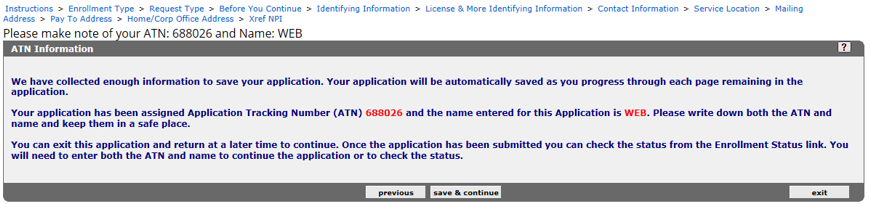 Instructions > Enrollment Type > Request Type > Before You Continue > Identifying Information > License & More Identifying Information > Contact Information > Service Location > Mailing
Address > Pay To Address > Home/Corp Office Address > Xref NPI
Please make note of your ATN: 688026 and Name: WEB
ATN Information ?
We have collected enough information to save your application. Your application will be automatically saved as you progress through each page remaining in the
application.
Your application has been assigned Application Tracking Number (ATN) 688026 and the name entered for this Application is WEB. Please write down both the ATN and
name and keep them in a safe place.
You can exit this application and return at a later time to continue. Once the application has been submitted you can check the status from the Enrollment Status link. You
will need to enter both the ATN and name to continue the application or to check the status.
previous save & continue exit